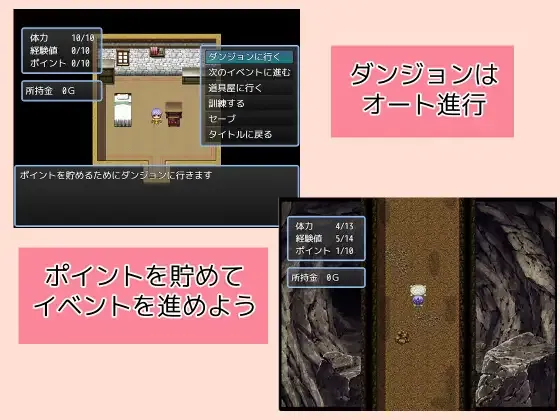 体力 10/10
経験値 0/10
ポイント 0/10
所持金 0G
ダンジョンに行く
次のイベントに進む
道具屋に行く
訓練する
セーブ
タイトルに戻る
ポイントを貯めるためにダンジョンに行きます
ダンジョンは
オート進行
ポイントを貯めて
イベントを進めよう
体力 4/13
経験値 5/14
ポイント 1/10
所持金 0G